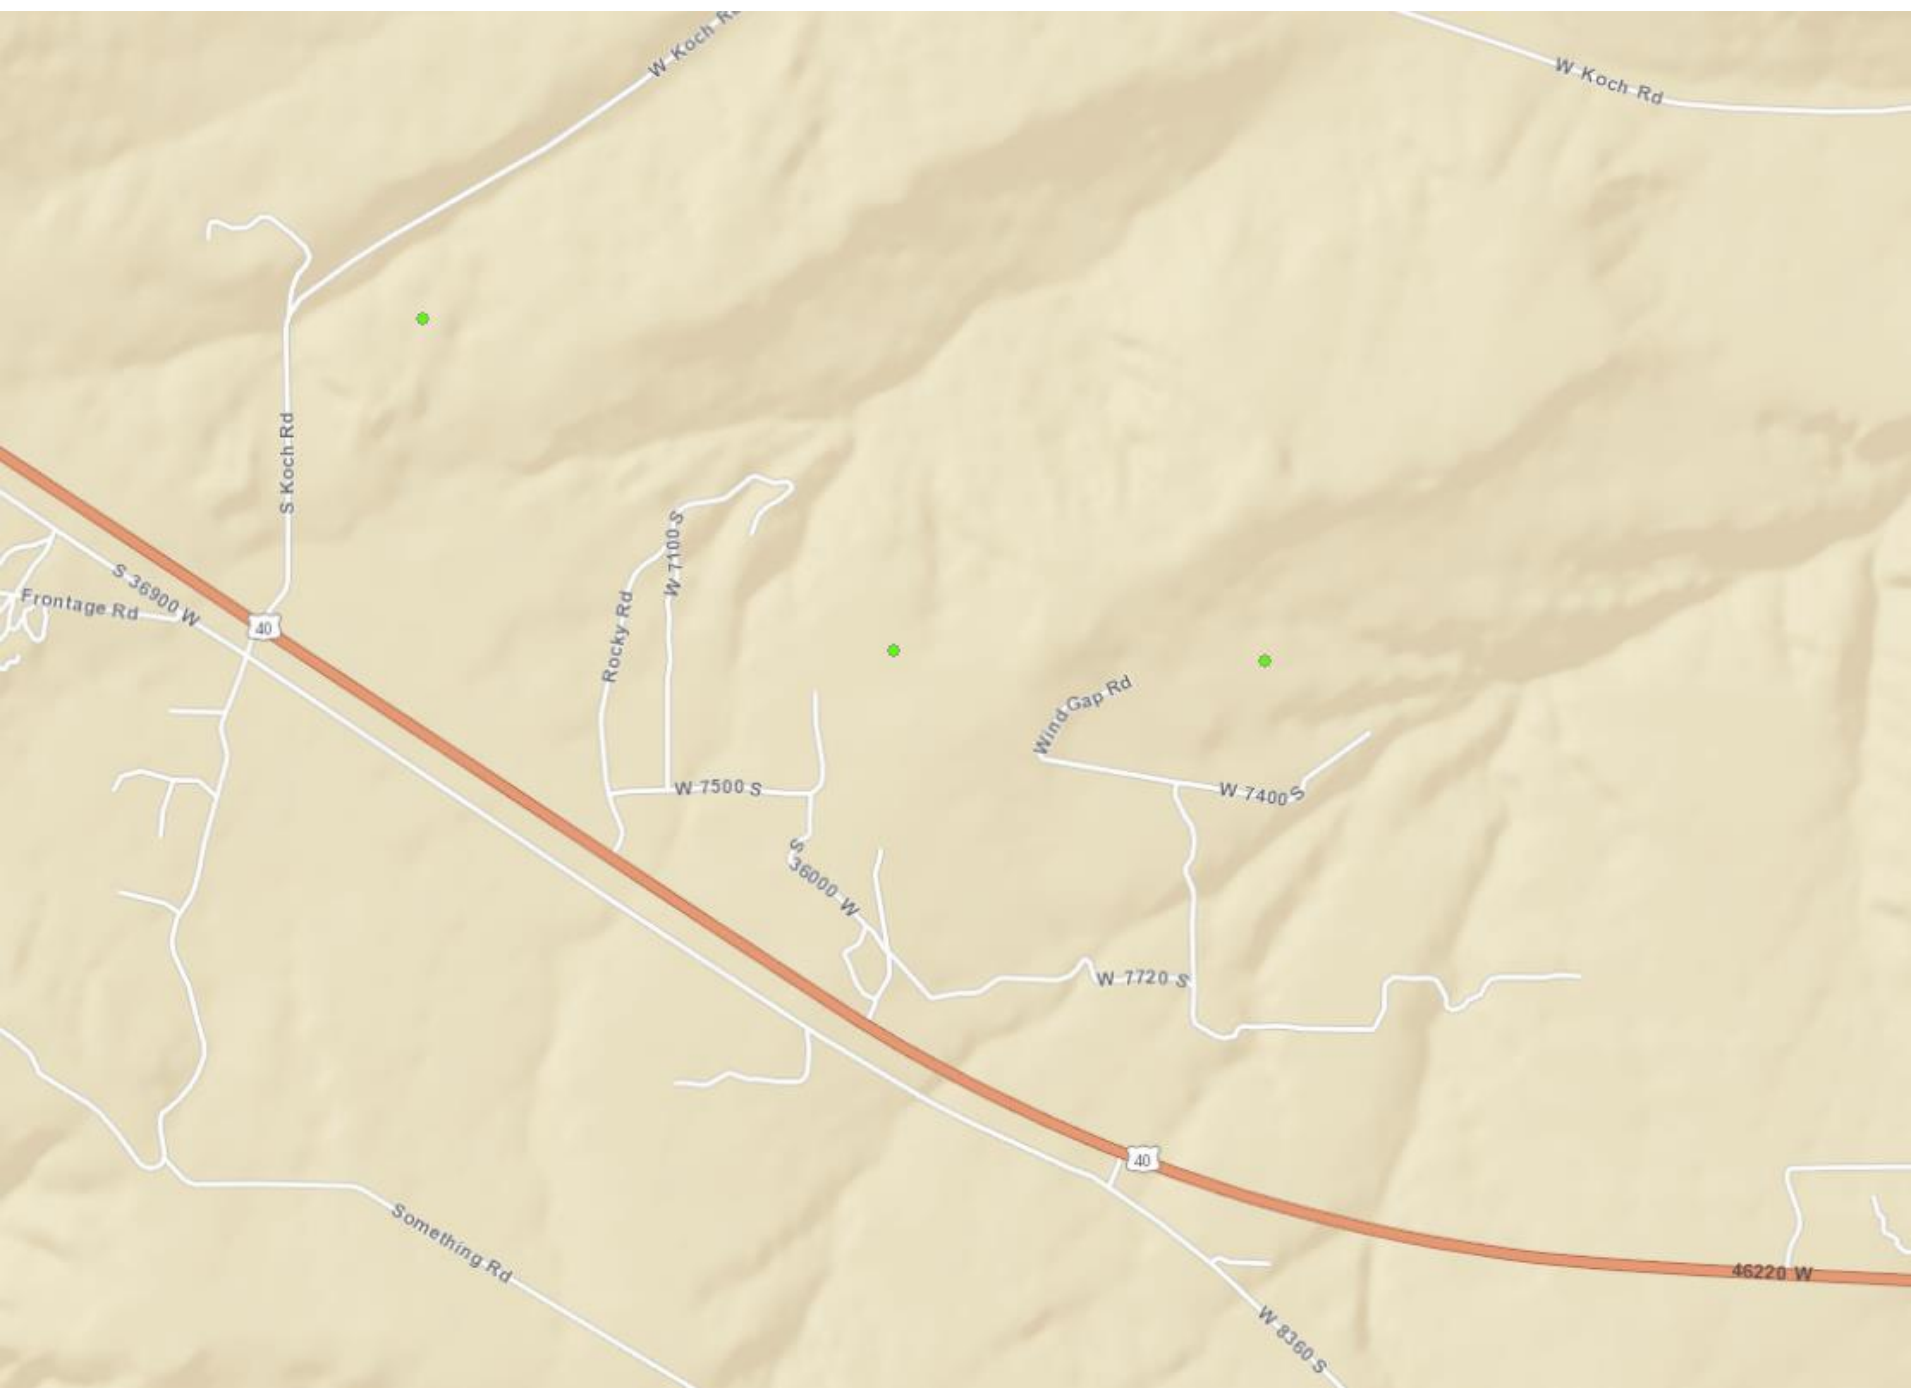 W Koch Rd
W Koch Rd
S Koch Rd
S 36900 W
Frontage Rd
40
W 7100 S
Rocky Rd
Wind Gap Rd
W 7500 S
W 7400 S
S 36000 W
W 7720 S
40
Something Rd
46220 W
W 8360 S